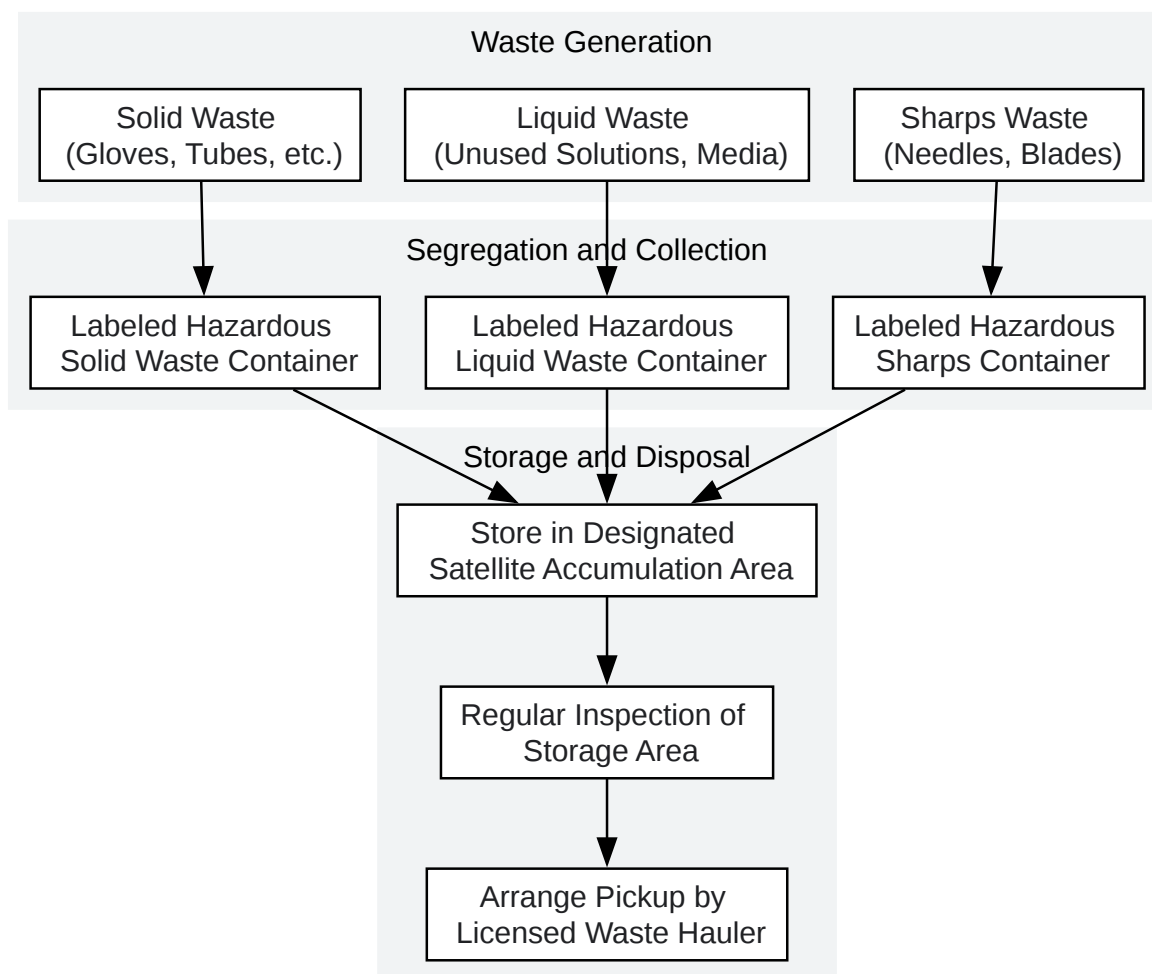 Waste Generation
Solid Waste
(Gloves, Tubes, etc.)
Liquid Waste
(Unused Solutions, Media)
Sharps Waste
(Needles, Blades)
Segregation and Collection
Labeled Hazardous
Solid Waste Container
Labeled Hazardous
Liquid Waste Container
Labeled Hazardous
Sharps Container
Storage and Disposal
Store in Designated
Satellite Accumulation Area
Regular Inspection of
Storage Area
Arrange Pickup by
Licensed Waste Hauler